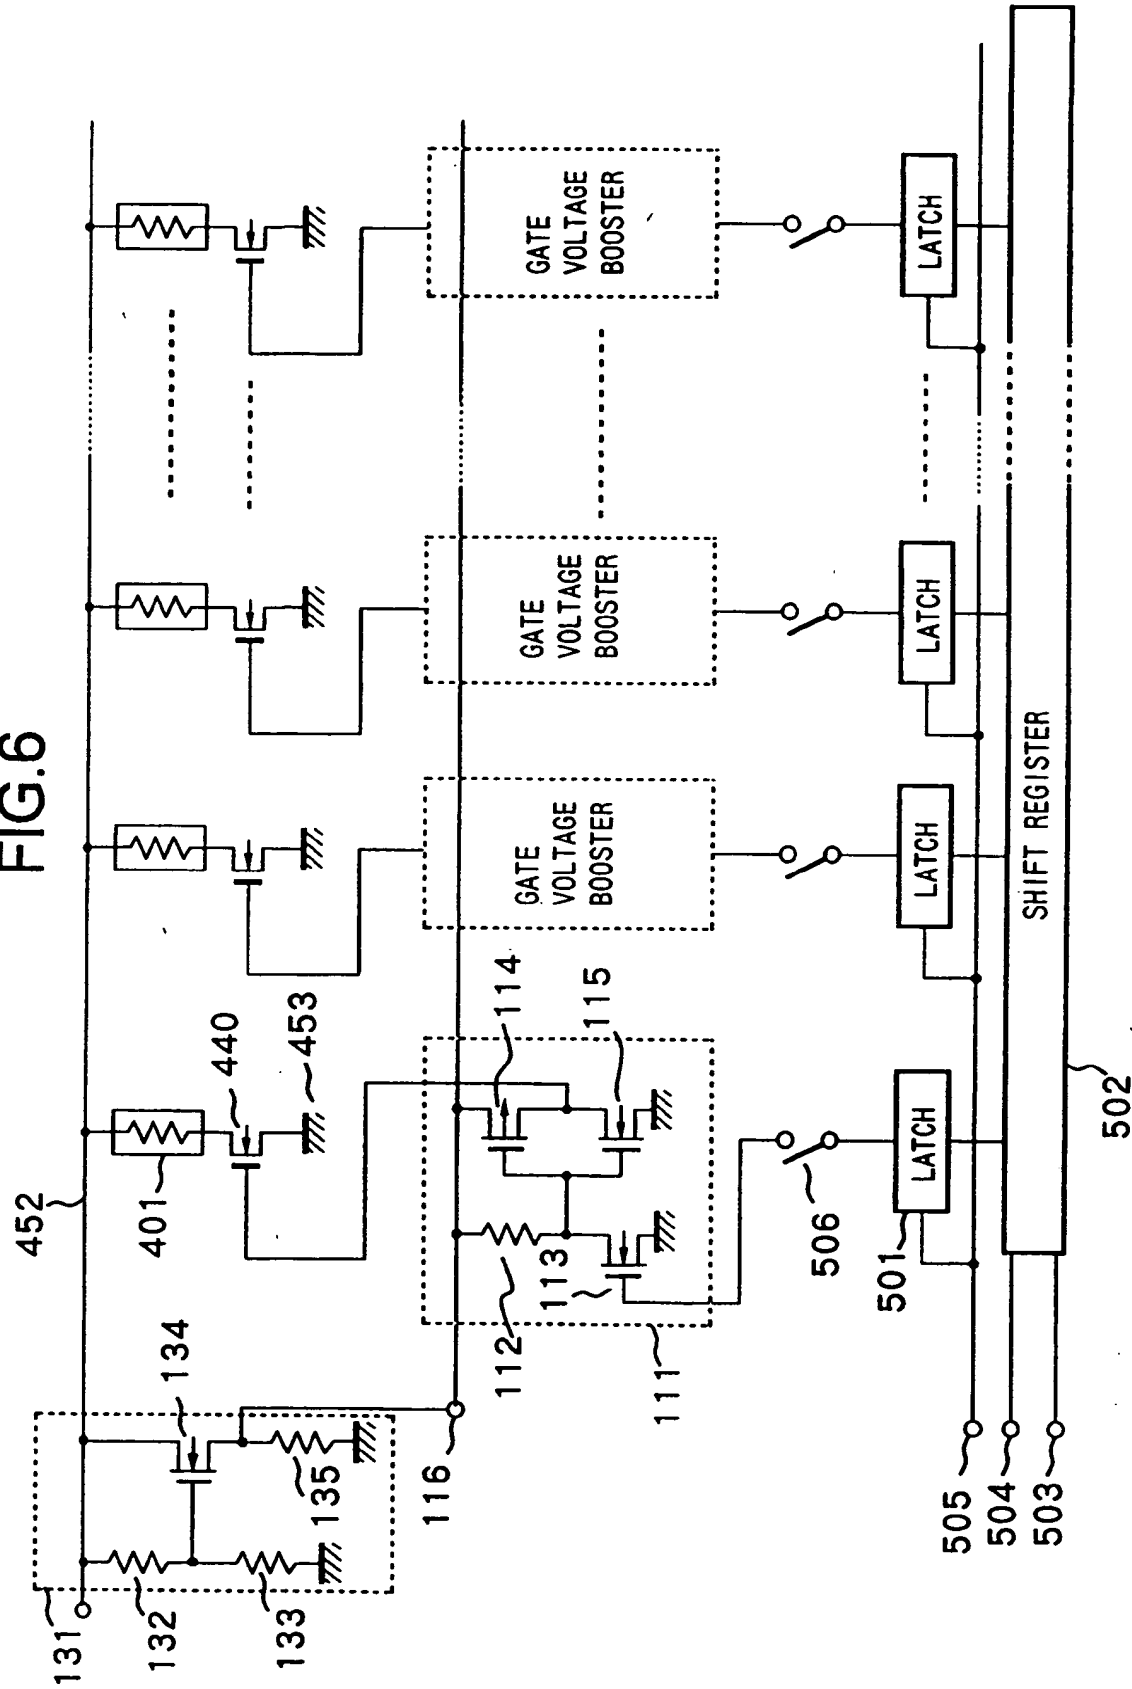 FIG.6
131
132
133
134
135
116
452
401
440
453
112
113
114
115
111
GATE
VOLTAGE
BOOSTER
GATE
VOLTAGE
BOOSTER
GATE
VOLTAGE
BOOSTER
506
501
LATCH
LATCH
LATCH
LATCH
505
504
503
SHIFT REGISTER
502